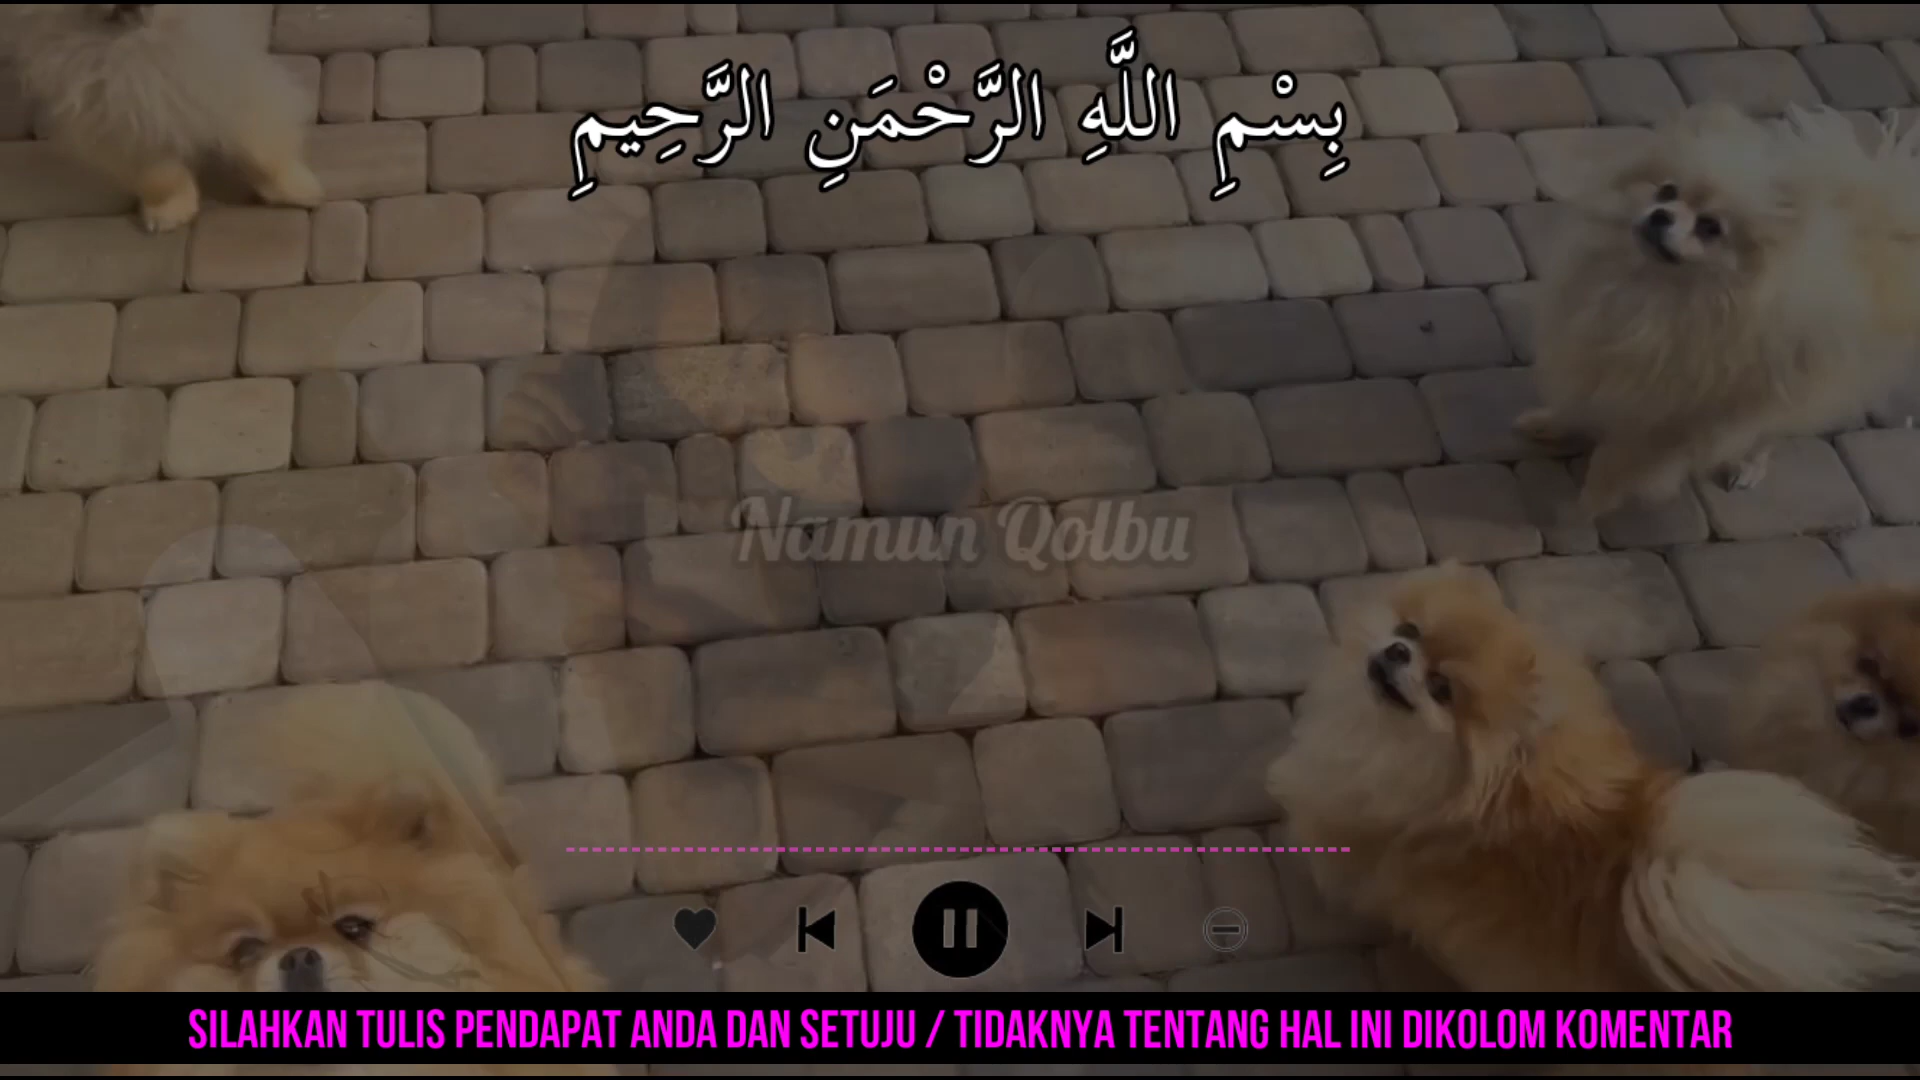 بِسْمِ اللَّهِ الرَّحْمَنِ الرَّحِيمِ
Namun Qolbu
SILAHKAN TULIS PENDAPAT ANDA DAN SETUJU / TIDAKNYA TENTANG HAL INI DIKOLOM KOMENTAR